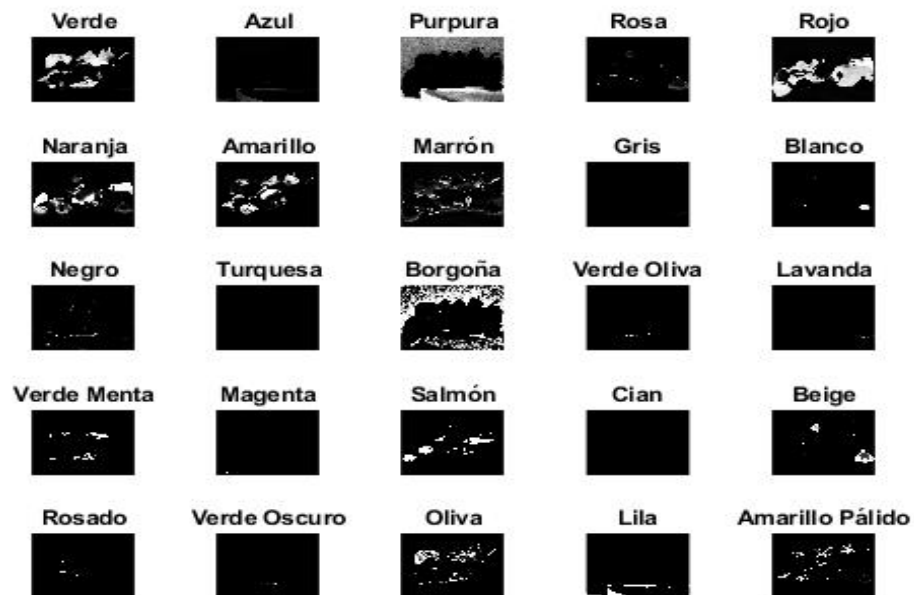 Verde Azul Purpura Rosa Rojo
Naranja Amarillo Marrón Gris Blanco
Negro Turquesa Borgoña Verde Oliva Lavanda
Verde Menta Magenta Salmón Cian Beige
Rosado Verde Oscuro Oliva Lila Amarillo Pálido